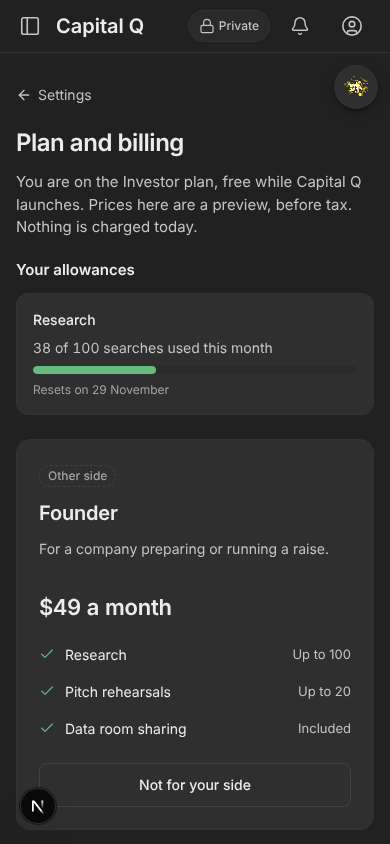 Capital Q
Private
Settings
Plan and billing
You are on the Investor plan, free while Capital Q
launches. Prices here are a preview, before tax.
Nothing is charged today.
Your allowances
Research
38 of 100 searches used this month
Resets on 29 November
Other side
Founder
For a company preparing or running a raise.
$49 a month
Research Up to 100
Pitch rehearsals Up to 20
Data room sharing Included
Not for your side
N